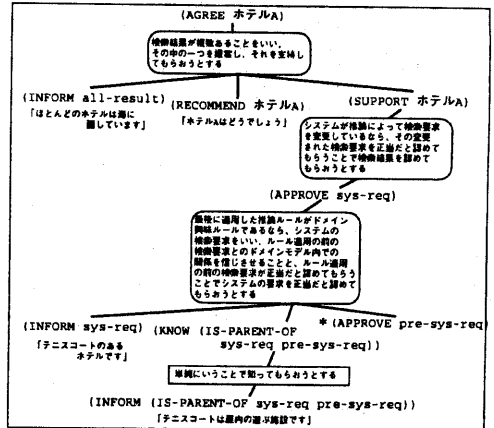 (AGREE ホテルA)
検索結果が複数あることをいい、
その中の一つを推薦し、それを支持し
てもらおうとする
(INFORM all-result)
(RECOMMEND ホテルA)
(SUPPORT ホテルA)
「ほとんどのホテルは海に
面しています」
「ホテルAはどうでしょう」
システムが推論によって検索要求
を変更しているなら、その変更
された検索要求を正当だと認めて
もらうことで検索結果を認めて
もらおうとする
(APPROVE sys-req)
最後に適用した推論ルールがドメイン
興味ルールであるなら、システムの
検索要求をいい、ルール適用の前の
検索要求とのドメインモデル内での
関係を信じさせることと、ルール適用
の前の検索要求が正当だと認めてもらう
ことでシステムの要求を正当だと認めて
もらおうとする
(INFORM sys-req)
(KNOW (IS-PARENT-OF
sys-req pre-sys-req))
*(APPROVE pre-sys-req)
「テニスコートのある
ホテルです」
単純にいうことで知ってもらおうとする
(INFORM (IS-PARENT-OF sys-req pre-sys-req))
「テニスコートは屋内の遊ぶ施設です」